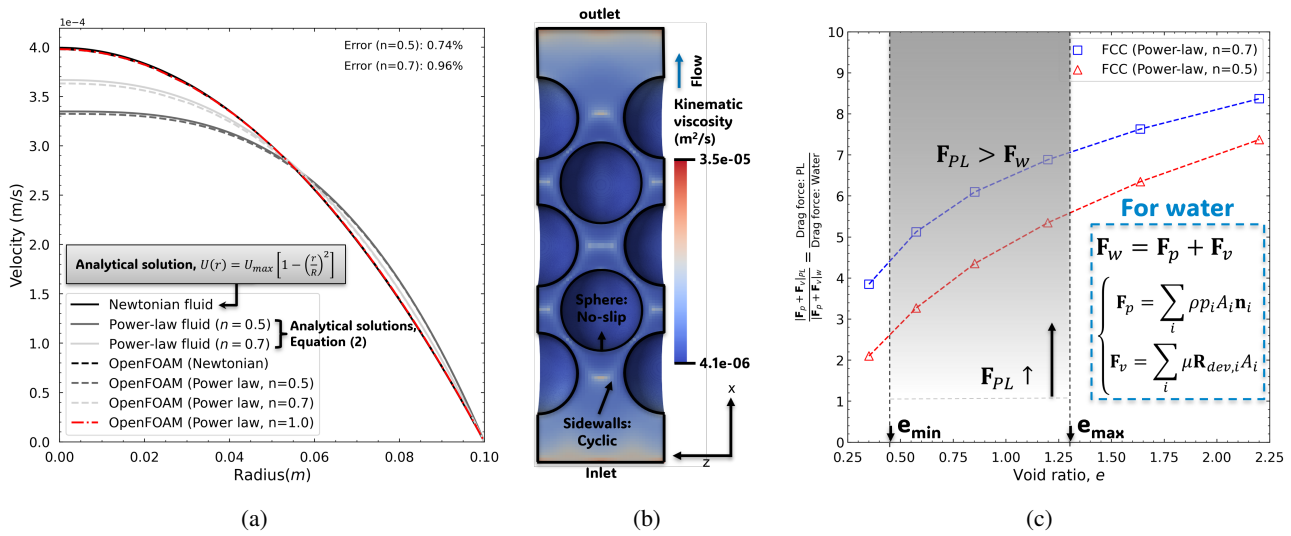 1e−4
Velocity (m/s)
4.0
3.5
3.0
2.5
2.0
1.5
1.0
0.5
0.0
Error (n=0.5): 0.74%
Error (n=0.7): 0.96%
Analytical solution, U(r) = U_max [1 − (r/R)^2]
Newtonian fluid
Power-law fluid (n = 0.5)
Power-law fluid (n = 0.7)
Analytical solutions,
Equation (2)
OpenFOAM (Newtonian)
OpenFOAM (Power law, n=0.5)
OpenFOAM (Power law, n=0.7)
OpenFOAM (Power law, n=1.0)
0.00 0.02 0.04 0.06 0.08 0.10
Radius(m)
(a)
outlet
Flow
Kinematic
viscosity
(m²/s)
3.5e-05
4.1e-06
Sphere:
No-slip
Sidewalls:
Cyclic
x
z
Inlet
(b)
|F_p + F_v|_PL / |F_p + F_v|_w = Drag force: PL / Drag force: Water
10
9
8
7
6
5
4
3
2
1
0
FCC (Power-law, n=0.7)
FCC (Power-law, n=0.5)
F_PL > F_w
For water
F_w = F_p + F_v
F_p = ∑_i ρp_i A_i n_i
F_v = ∑_i μR_dev,i A_i
F_PL ↑
e_min
e_max
0.25 0.50 0.75 1.00 1.25 1.50 1.75 2.00 2.25
Void ratio, e
(c)